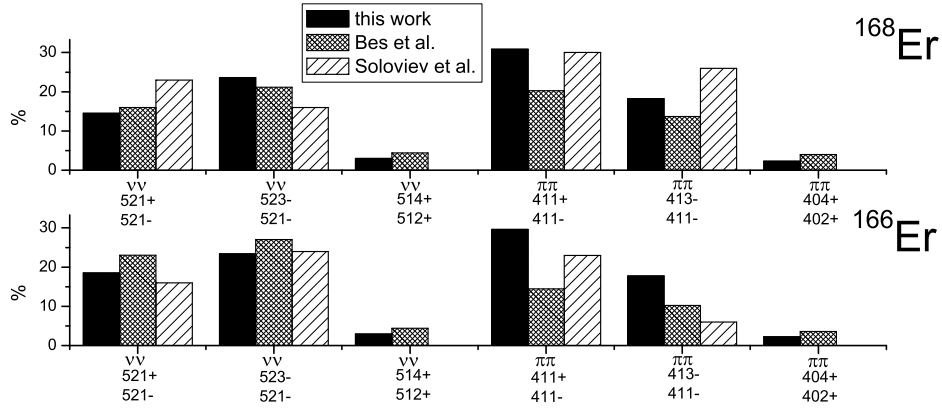 this work
Bes et al.
Soloviev et al.
168Er
%
30
20
10
0
νν νν νν ππ ππ ππ
521+ 523- 514+ 411+ 413- 404+
521- 521- 512+ 411- 411- 402+
166Er
%
30
20
10
0
νν νν νν ππ ππ ππ
521+ 523- 514+ 411+ 413- 404+
521- 521- 512+ 411- 411- 402+